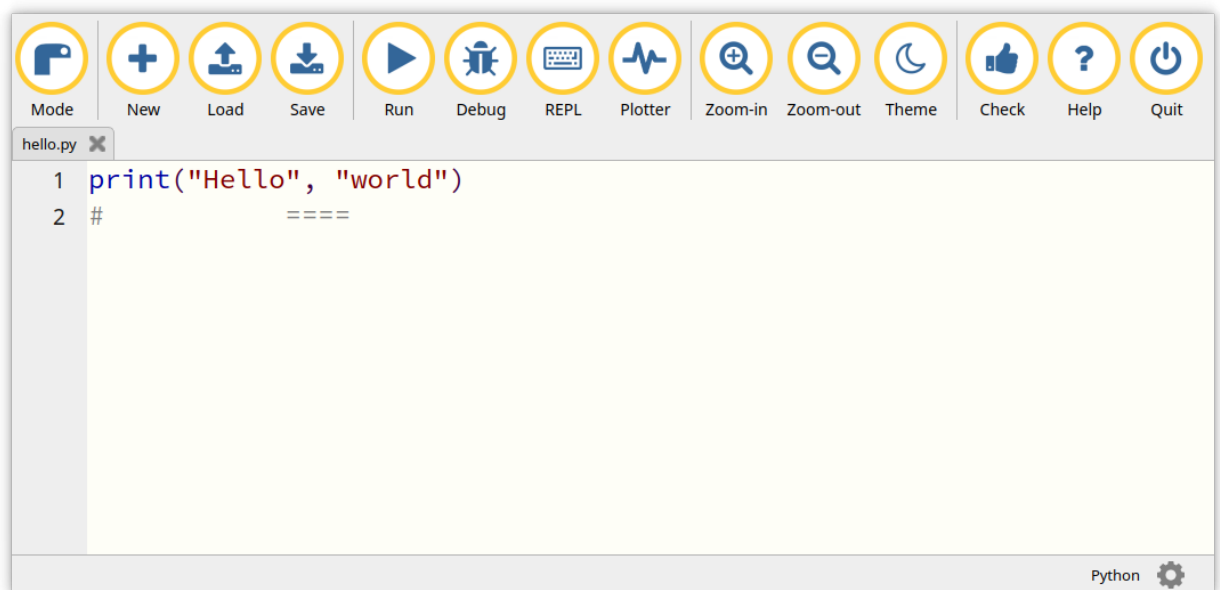 Mode New Load Save Run Debug REPL Plotter Zoom-in Zoom-out Theme Check Help Quit
hello.py
1 print("Hello", "world")
2 #            ====
Python